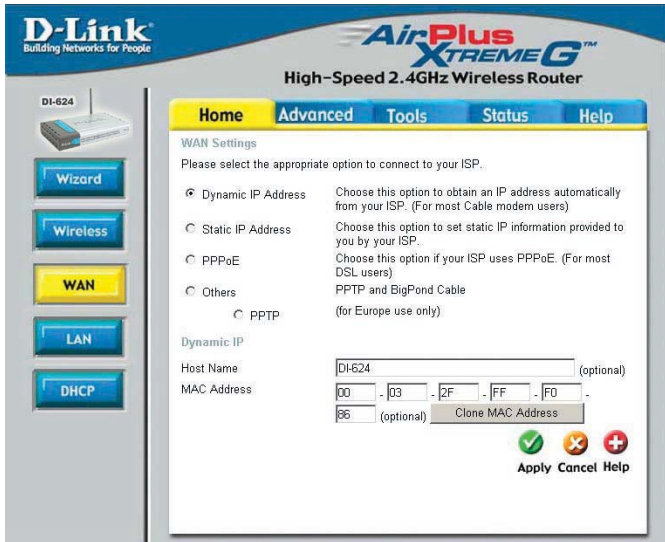 D-Link
Building Networks for People
AirPlus
XTREME G™
High-Speed 2.4GHz Wireless Router
DI-624
Home Advanced Tools Status Help
Wizard
Wireless
WAN
LAN
DHCP
WAN Settings
Please select the appropriate option to connect to your ISP.
Dynamic IP Address Choose this option to obtain an IP address automatically
from your ISP. (For most Cable modem users)
Static IP Address Choose this option to set static IP information provided to
you by your ISP.
PPPoE Choose this option if your ISP uses PPPoE. (For most
DSL users)
Others PPTP and BigPond Cable
PPTP (for Europe use only)
Dynamic IP
Host Name DI-624 (optional)
MAC Address 00 - 03 - 2F - FF - F0 -
86 (optional) Clone MAC Address
Apply Cancel Help